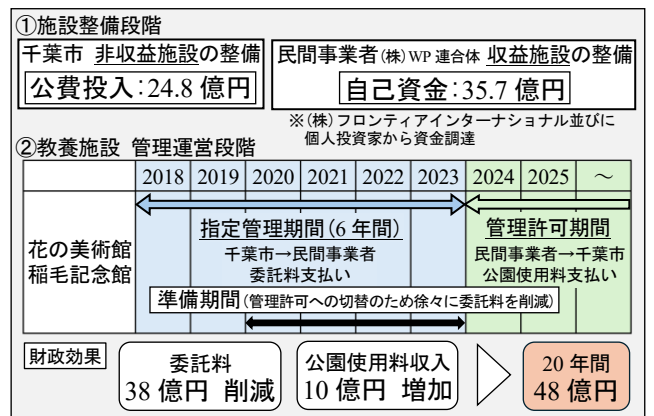 ①施設整備段階
千葉市 非収益施設の整備
公費投入：24.8 億円
民間事業者(株)WP 連合体 収益施設の整備
自己資金：35.7 億円
※(株)フロンティアインターナショナル並びに
個人投資家から資金調達
②教養施設 管理運営段階
2018 2019 2020 2021 2022 2023 2024 2025 ～
花の美術館
稲毛記念館
指定管理期間(6 年間)
千葉市→民間事業者
委託料支払い
管理許可期間
民間事業者→千葉市
公園使用料支払い
準備期間(管理許可への切替のため徐々に委託料を削減)
財政効果
委託料
38 億円 削減
公園使用料収入
10 億円 増加
20 年間
48 億円